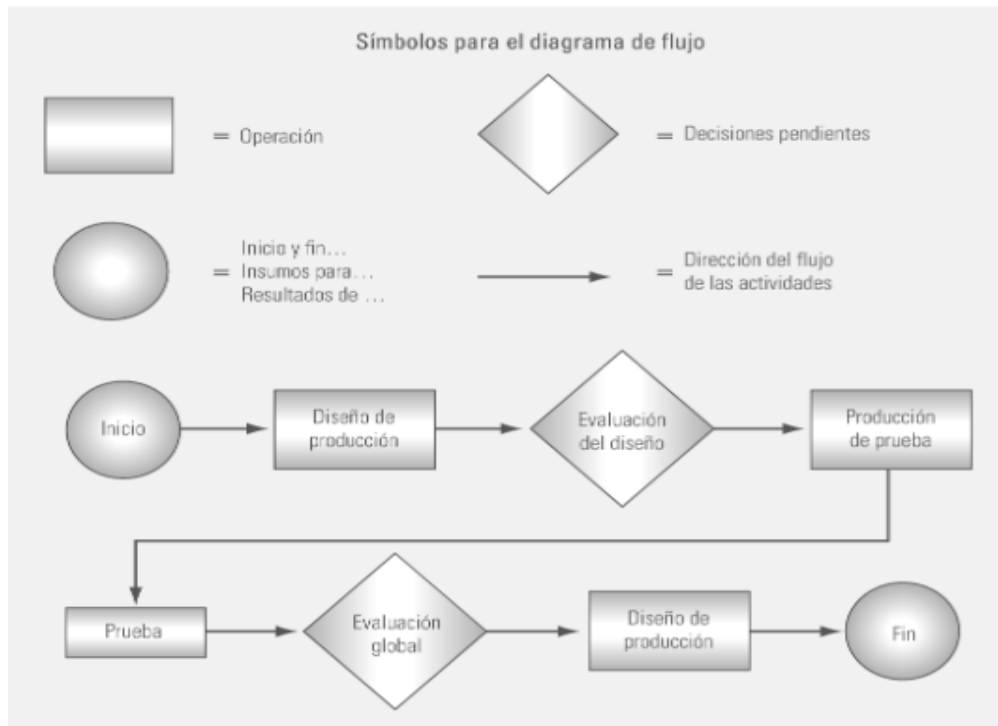 Símbolos para el diagrama de flujo
= Operación
= Decisiones pendientes
Inicio y fin...
= Insumos para...
Resultados de ...
= Dirección del flujo
de las actividades
Inicio
Diseño de
producción
Evaluación
del diseño
Producción
de prueba
Prueba
Evaluación
global
Diseño de
producción
Fin